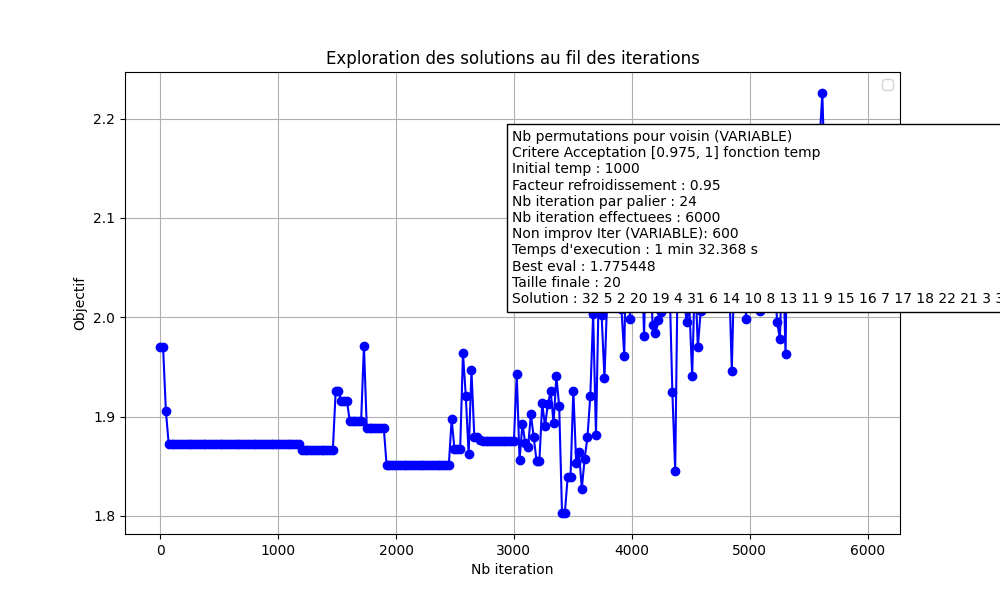 Exploration des solutions au fil des iterations
2.2
2.1
2.0
1.9
1.8
Objectif
Nb permutations pour voisin (VARIABLE)
Critere Acceptation [0.975, 1] fonction temp
Initial temp : 1000
Facteur refroidissement : 0.95
Nb iteration par palier : 24
Nb iteration effectuees : 6000
Non improv Iter (VARIABLE): 600
Temps d'execution : 1 min 32.368 s
Best eval : 1.775448
Taille finale : 20
Solution : 32 5 2 20 19 4 31 6 14 10 8 13 11 9 15 16 7 17 18 22 21 3
0 1000 2000 3000 4000 5000 6000
Nb iteration